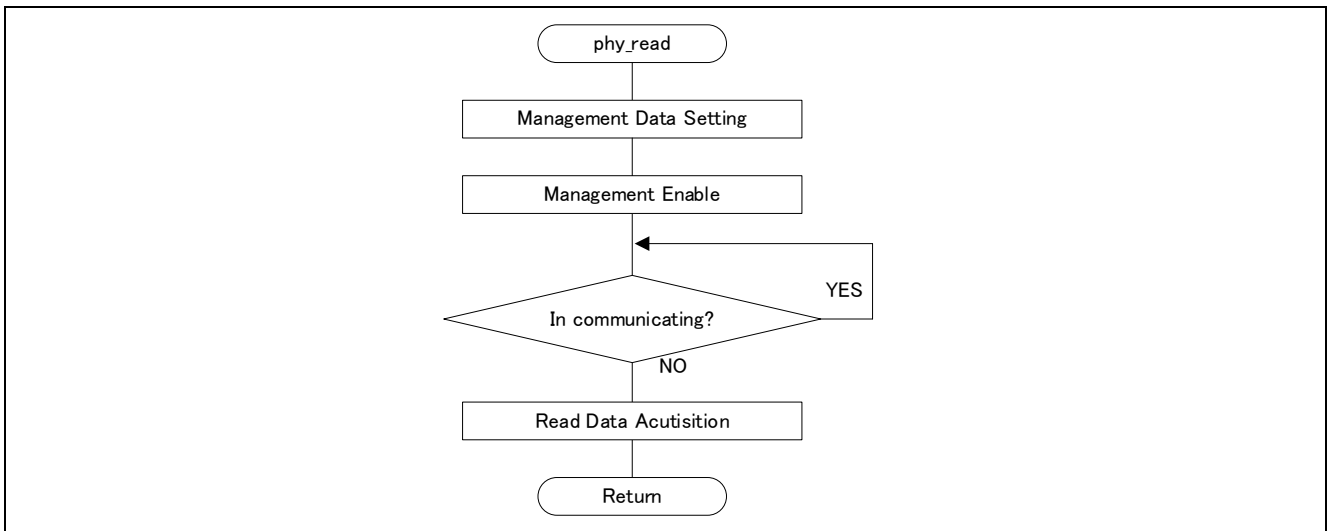 phy_read
Management Data Setting
Management Enable
YES
In communicating?
NO
Read Data Acutisition
Return